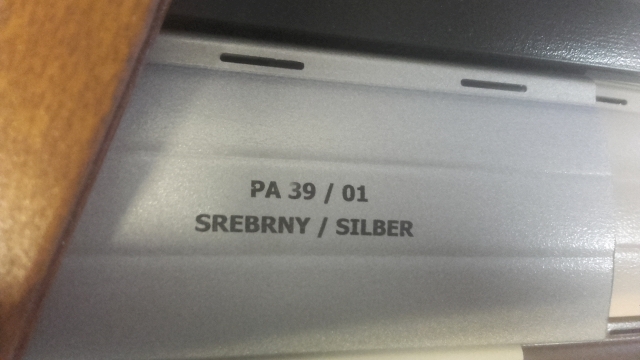 PA 39 / 01
SREBRNY / SILBER